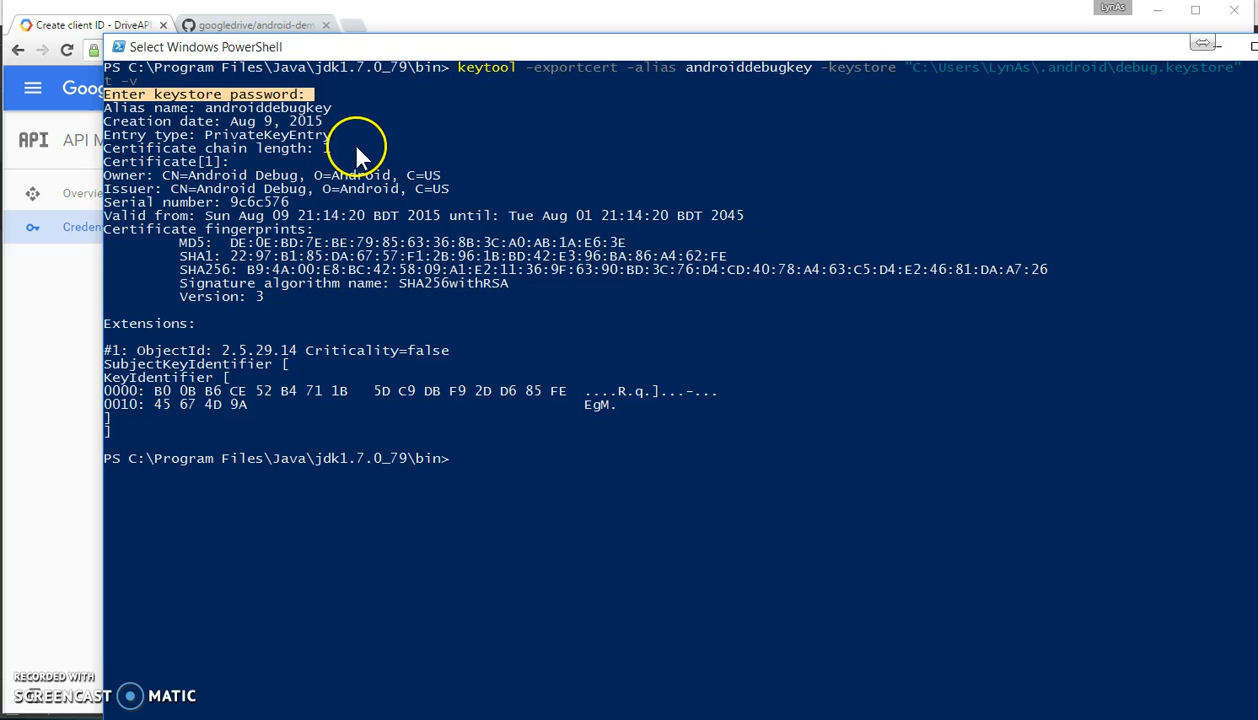 LynAs
Create client ID - DriveAPI
googledrive/android-dem
Select Windows PowerShell
PS C:\Program Files\Java\jdk1.7.0_79\bin> keytool -exportcert -alias androiddebugkey -keystore "C:\Users\LynAs\.android\debug.keystore"
t -v
Goo
Enter keystore password:
Alias name: androiddebugkey
Creation date: Aug 9, 2015
Entry type: PrivateKeyEntry
API API M
Certificate chain length: 1
Certificate[1]:
Owner: CN=Android Debug, O=Android, C=US
Issuer: CN=Android Debug, O=Android, C=US
Overvie
Serial number: 9c6c576
Valid from: Sun Aug 09 21:14:20 BDT 2015 until: Tue Aug 01 21:14:20 BDT 2045
Creden
Certificate fingerprints:
MD5: DE:0E:BD:7E:BE:79:85:63:36:8B:3C:A0:AB:1A:E6:3E
SHA1: 22:97:B1:85:DA:67:57:F1:2B:96:1B:BD:42:E3:96:BA:86:A4:62:FE
SHA256: B9:4A:00:E8:BC:42:58:09:A1:E2:11:36:9F:63:90:BD:3C:76:D4:CD:40:78:A4:63:C5:D4:E2:46:81:DA:A7:26
Signature algorithm name: SHA256withRSA
Version: 3
Extensions:
#1: ObjectId: 2.5.29.14 Criticality=false
SubjectKeyIdentifier [
KeyIdentifier [
0000: B0 0B B6 CE 52 B4 71 1B 5D C9 DB F9 2D D6 85 FE ....R.q.]...-...
0010: 45 67 4D 9A EgM.
]
]
PS C:\Program Files\Java\jdk1.7.0_79\bin>
RECORDED WITH
SCREENCAST MATIC